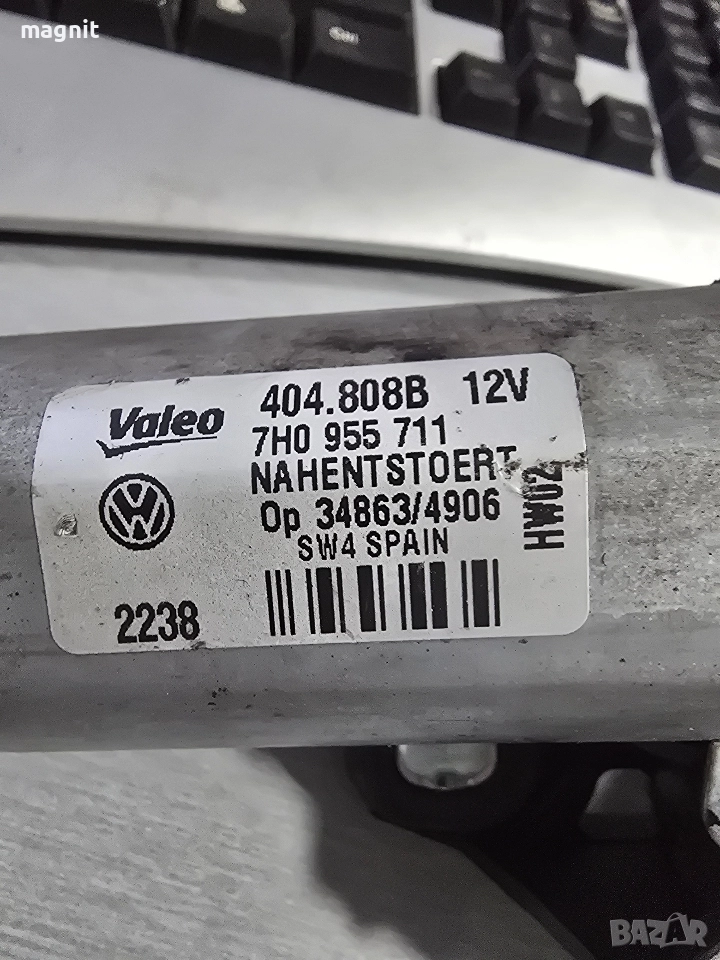 magnit
Valeo
404.808B 12V
7H0 955 711
NAHENTSTOERT
Op 34863/4906
SW4 SPAIN
HW02
2238
BAZAR